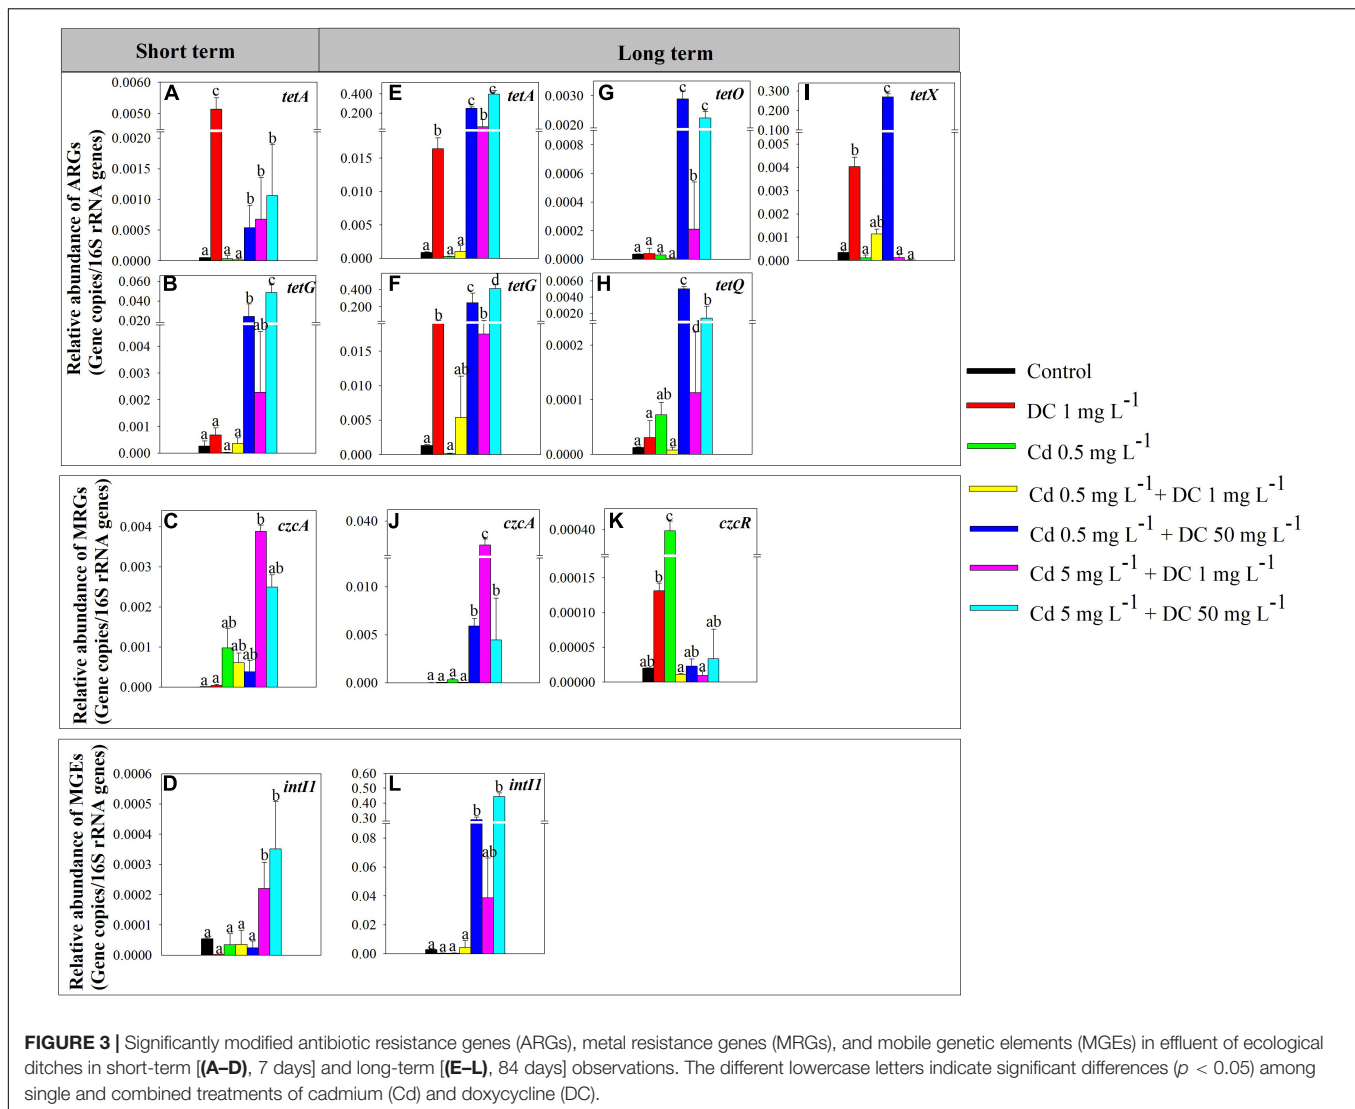 Short term
Long term
Relative abundance of ARGs
(Gene copies/16S rRNA genes)
A
tetA
0.0060
0.0050
0.0020
0.0015
0.0010
0.0005
0.000
a
c
a
a
b
b
b
E
tetA
0.400
0.200
0.015
0.010
0.005
0.000
a
b
a
a
c
b
c
G
tetO
0.0030
0.0020
0.0008
0.0006
0.0004
0.0002
0.0000
a
a
a
a
c
b
c
I
tetX
0.300
0.100
0.005
0.004
0.003
0.002
0.001
0.000
a
b
a
ab
c
a
a
B
tetG
0.060
0.040
0.020
0.004
0.003
0.002
0.001
0.000
a
a
a
a
b
ab
c
F
tetG
0.400
0.200
0.015
0.010
0.005
0.000
a
b
a
ab
c
b
d
H
tetQ
0.0060
0.0040
0.0020
0.0002
0.0001
0.0000
a
a
ab
a
c
d
b
Control
DC 1 mg L-1
Cd 0.5 mg L-1
Cd 0.5 mg L-1 + DC 1 mg L-1
Cd 0.5 mg L-1 + DC 50 mg L-1
Cd 5 mg L-1 + DC 1 mg L-1
Cd 5 mg L-1 + DC 50 mg L-1
Relative abundance of MRGs
(Gene copies/16S rRNA genes)
C
czcA
0.004
0.003
0.002
0.001
0.000
a
a
ab
ab
ab
b
ab
J
czcA
0.04
0.010
0.005
0.000
a
a
a
a
b
c
b
K
czcR
0.00040
0.00015
0.00010
0.00005
0.00000
ab
b
c
a
ab
a
ab
Relative abundance of MGEs
(Gene copies/16S rRNA genes)
D
intI1
0.0006
0.0005
0.0004
0.0003
0.0002
0.0001
0.0000
a
a
a
a
a
b
b
L
intI1
0.60
0.50
0.40
0.30
0.08
0.06
0.04
0.02
0.00
a
a
a
a
b
ab
b
FIGURE 3 | Significantly modified antibiotic resistance genes (ARGs), metal resistance genes (MRGs), and mobile genetic elements (MGEs) in effluent of ecological
ditches in short-term [(A–D), 7 days] and long-term [(E–L), 84 days] observations. The different lowercase letters indicate significant differences (p < 0.05) among
single and combined treatments of cadmium (Cd) and doxycycline (DC).